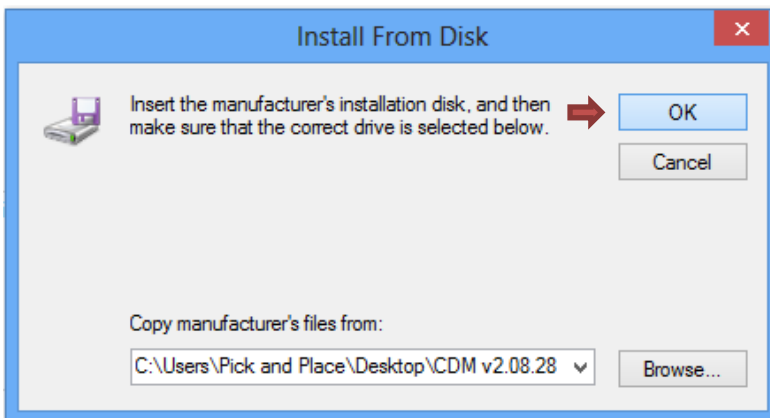 Install From Disk
Insert the manufacturer's installation disk, and then
make sure that the correct drive is selected below.
OK
Cancel
Copy manufacturer's files from:
C:\Users\Pick and Place\Desktop\CDM v2.08.28
Browse...